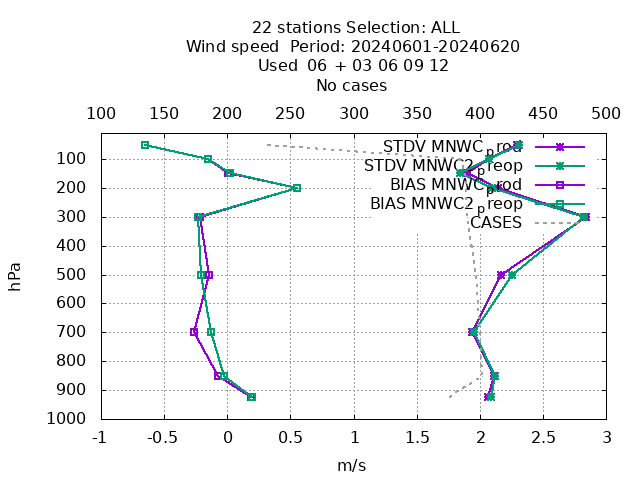 22 stations Selection: ALL
Wind speed  Period: 20240601-20240620
Used  06 + 03 06 09 12
No cases
100 150 200 250 300 350 400 450 500
STDV MNWC_prod
STDV MNWC2_preop
BIAS MNWC_prod
BIAS MNWC2_preop
CASES
hPa
100
200
300
400
500
600
700
800
900
1000
-1 -0.5 0 0.5 1 1.5 2 2.5 3
m/s